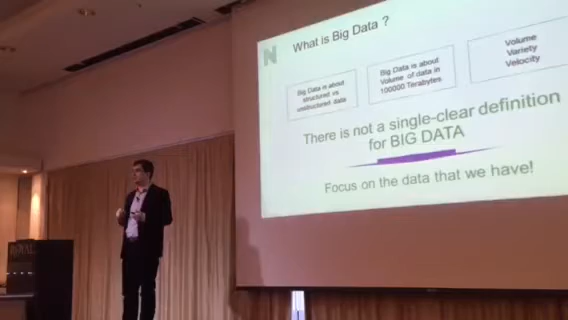 N
What is Big Data ?
Big Data is about
structured vs
unstructured data
Big Data is about
Volume of data in
100000 Terabytes
Volume
Variety
Velocity
There is not a single-clear definition
for BIG DATA
Focus on the data that we have!